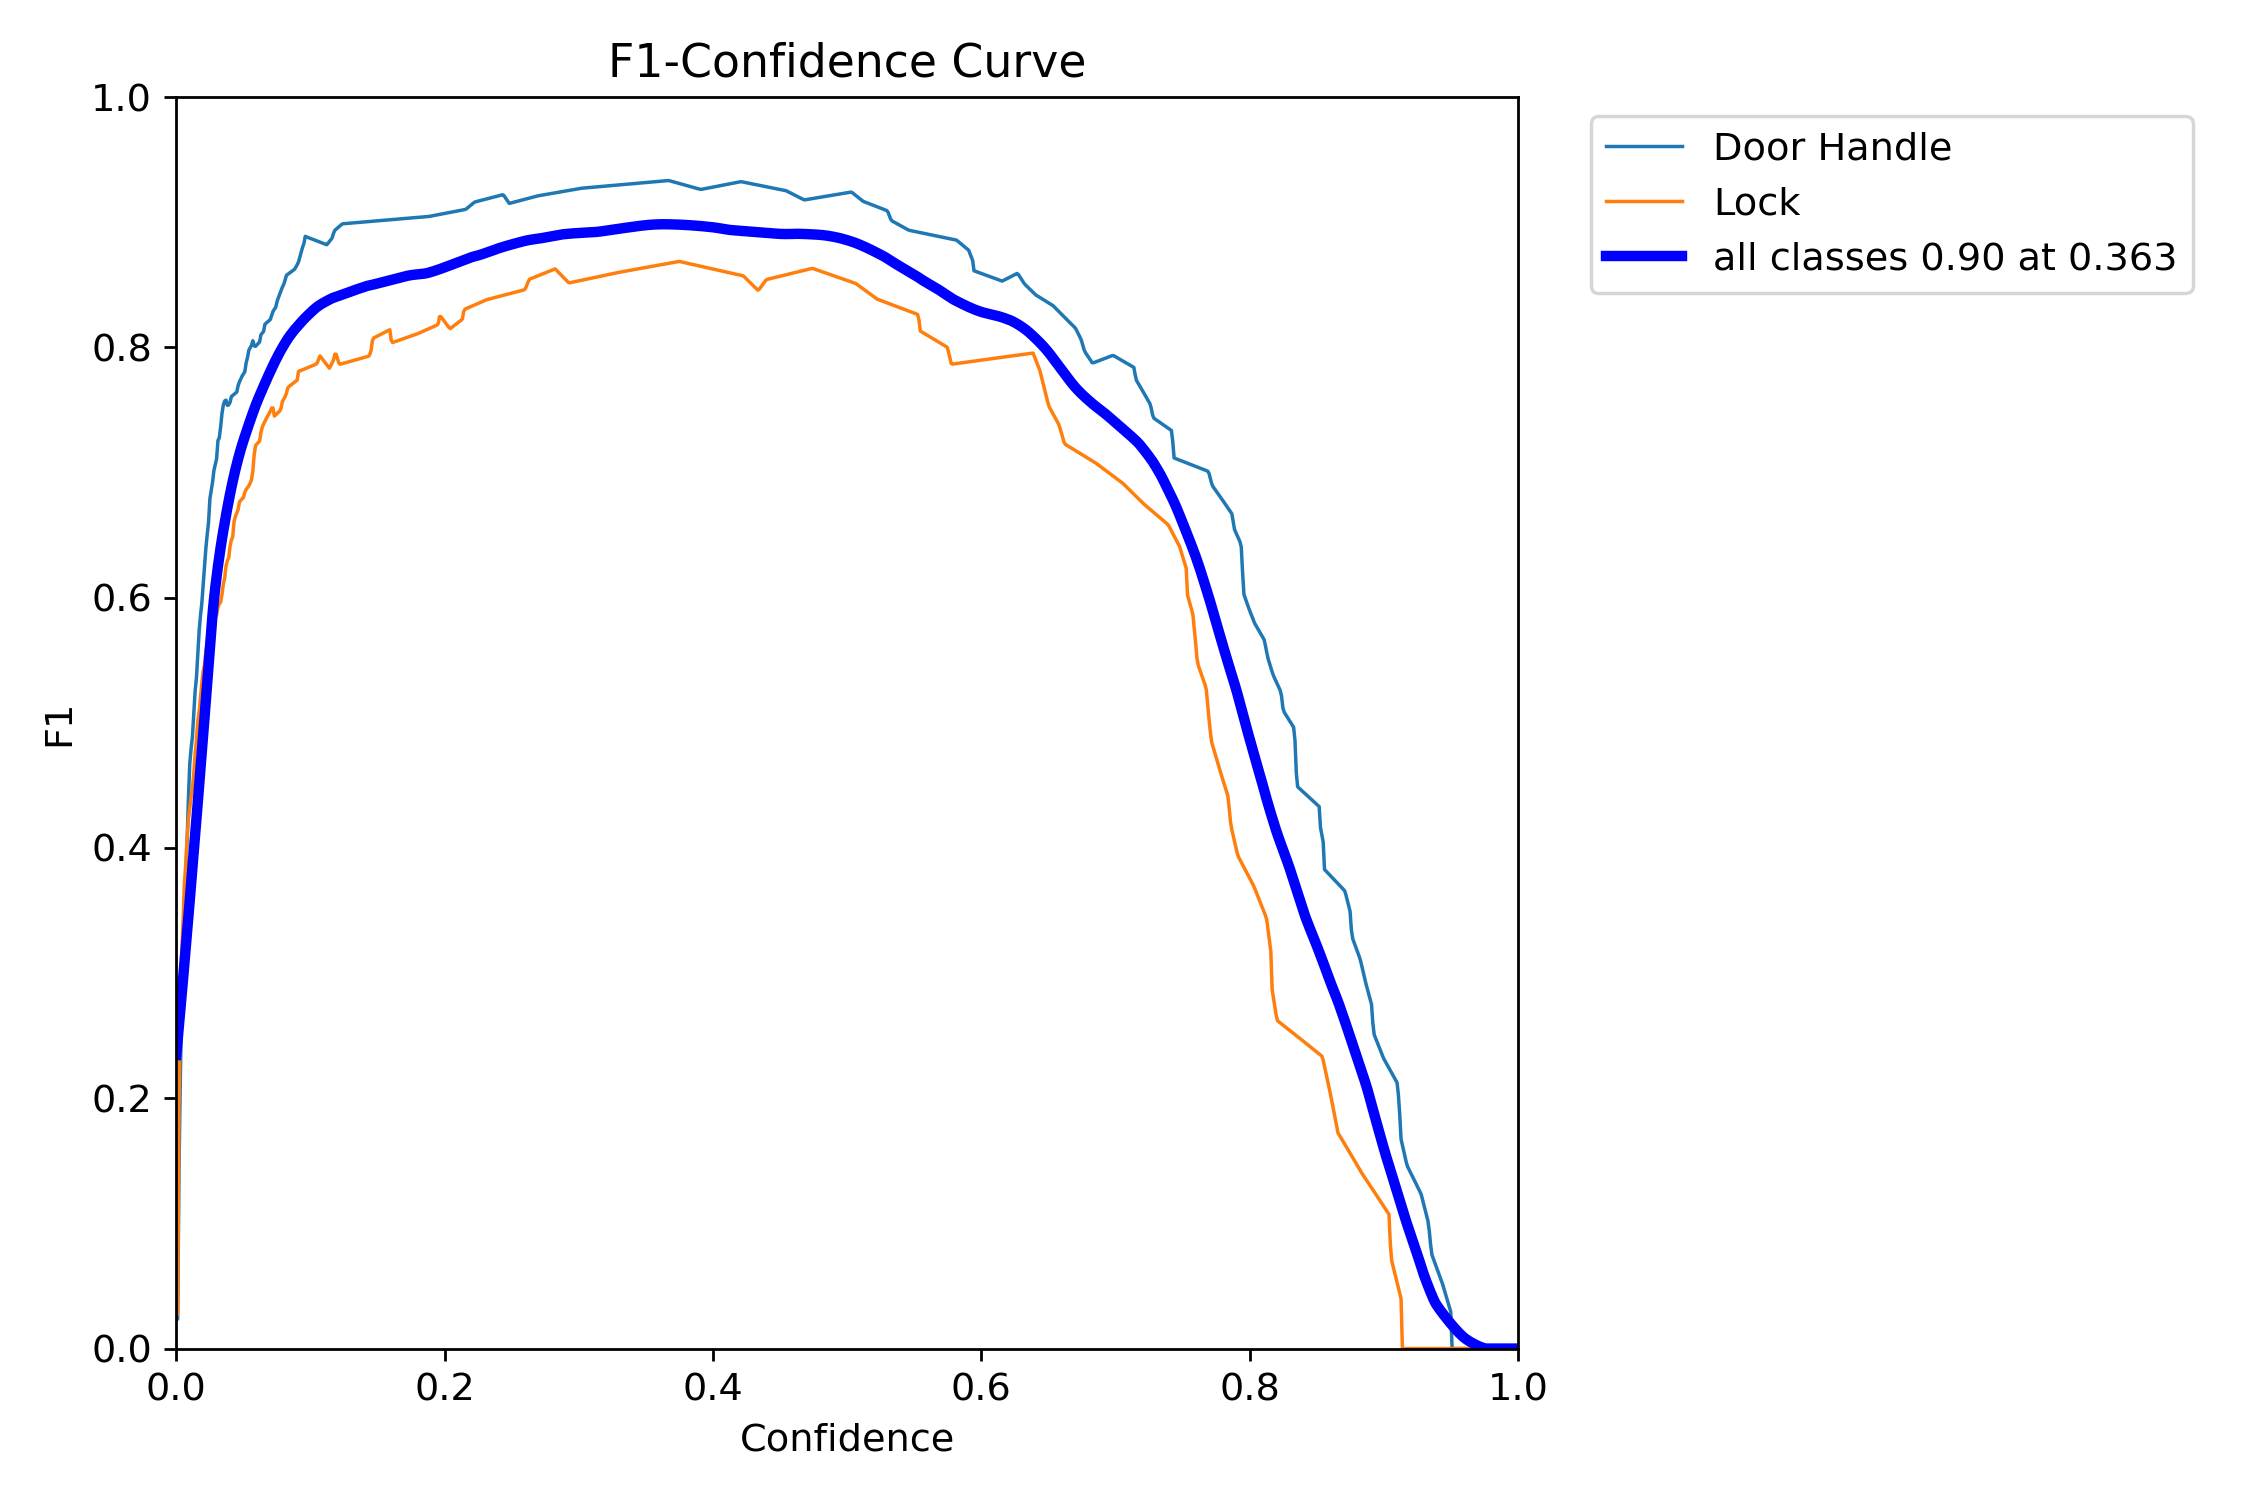 F1-Confidence Curve
1.0
0.8
0.6
0.4
0.2
0.0
F1
0.0 0.2 0.4 0.6 0.8 1.0
Confidence
Door Handle
Lock
all classes 0.90 at 0.363